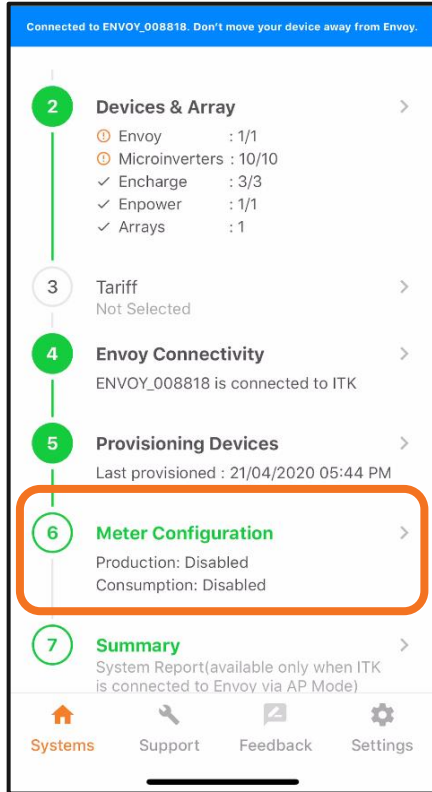 Connected to ENVOY_008818. Don't move your device away from Envoy.
2 Devices & Array
Envoy : 1/1
Microinverters : 10/10
Encharge : 3/3
Enpower : 1/1
Arrays : 1
3 Tariff
Not Selected
4 Envoy Connectivity
ENVOY_008818 is connected to ITK
5 Provisioning Devices
Last provisioned : 21/04/2020 05:44 PM
6 Meter Configuration
Production: Disabled
Consumption: Disabled
7 Summary
System Report(available only when ITK
is connected to Envoy via AP Mode)
Systems Support Feedback Settings